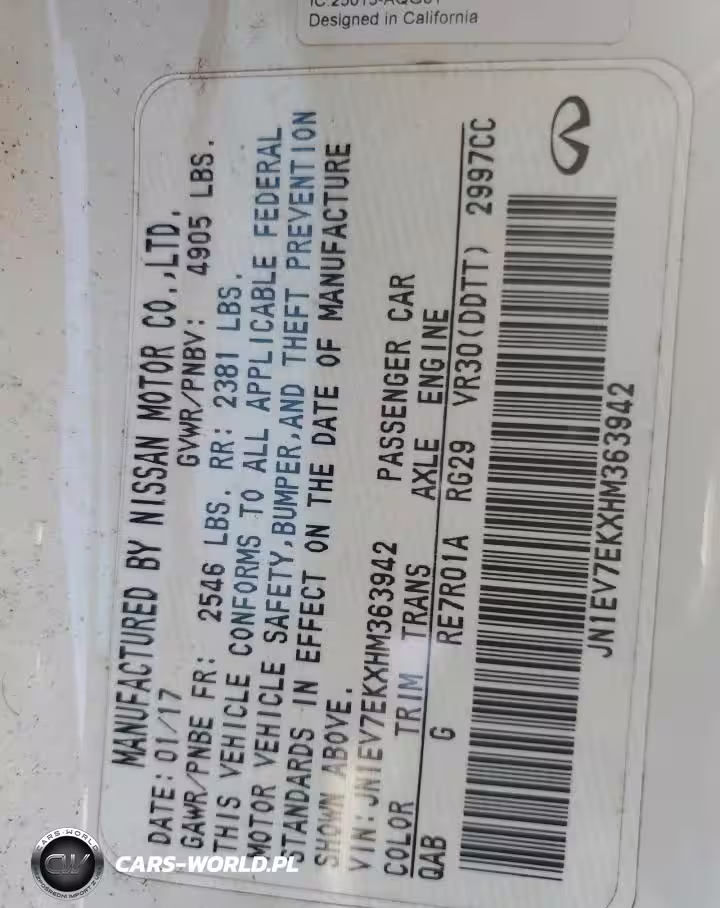 Designed in California
MANUFACTURED BY NISSAN MOTOR CO.,LTD.
DATE: 01/17 GVWR/PNBV: 4905 LBS.
GAWR/PNBE FR: 2546 LBS. RR: 2381 LBS.
THIS VEHICLE CONFORMS TO ALL APPLICABLE FEDERAL
MOTOR VEHICLE SAFETY,BUMPER,AND THEFT PREVENTION
STANDARDS IN EFFECT ON THE DATE OF MANUFACTURE
SHOWN ABOVE.
VIN:JN1EV7EKXHM363942 PASSENGER CAR
COLOR TRIM TRANS AXLE ENGINE
QAB G RE7R01A RG29 VR30(DDTT) 2997CC
JN1EV7EKXHM363942
CARS-WORLD
CW
CARS-WORLD.PL